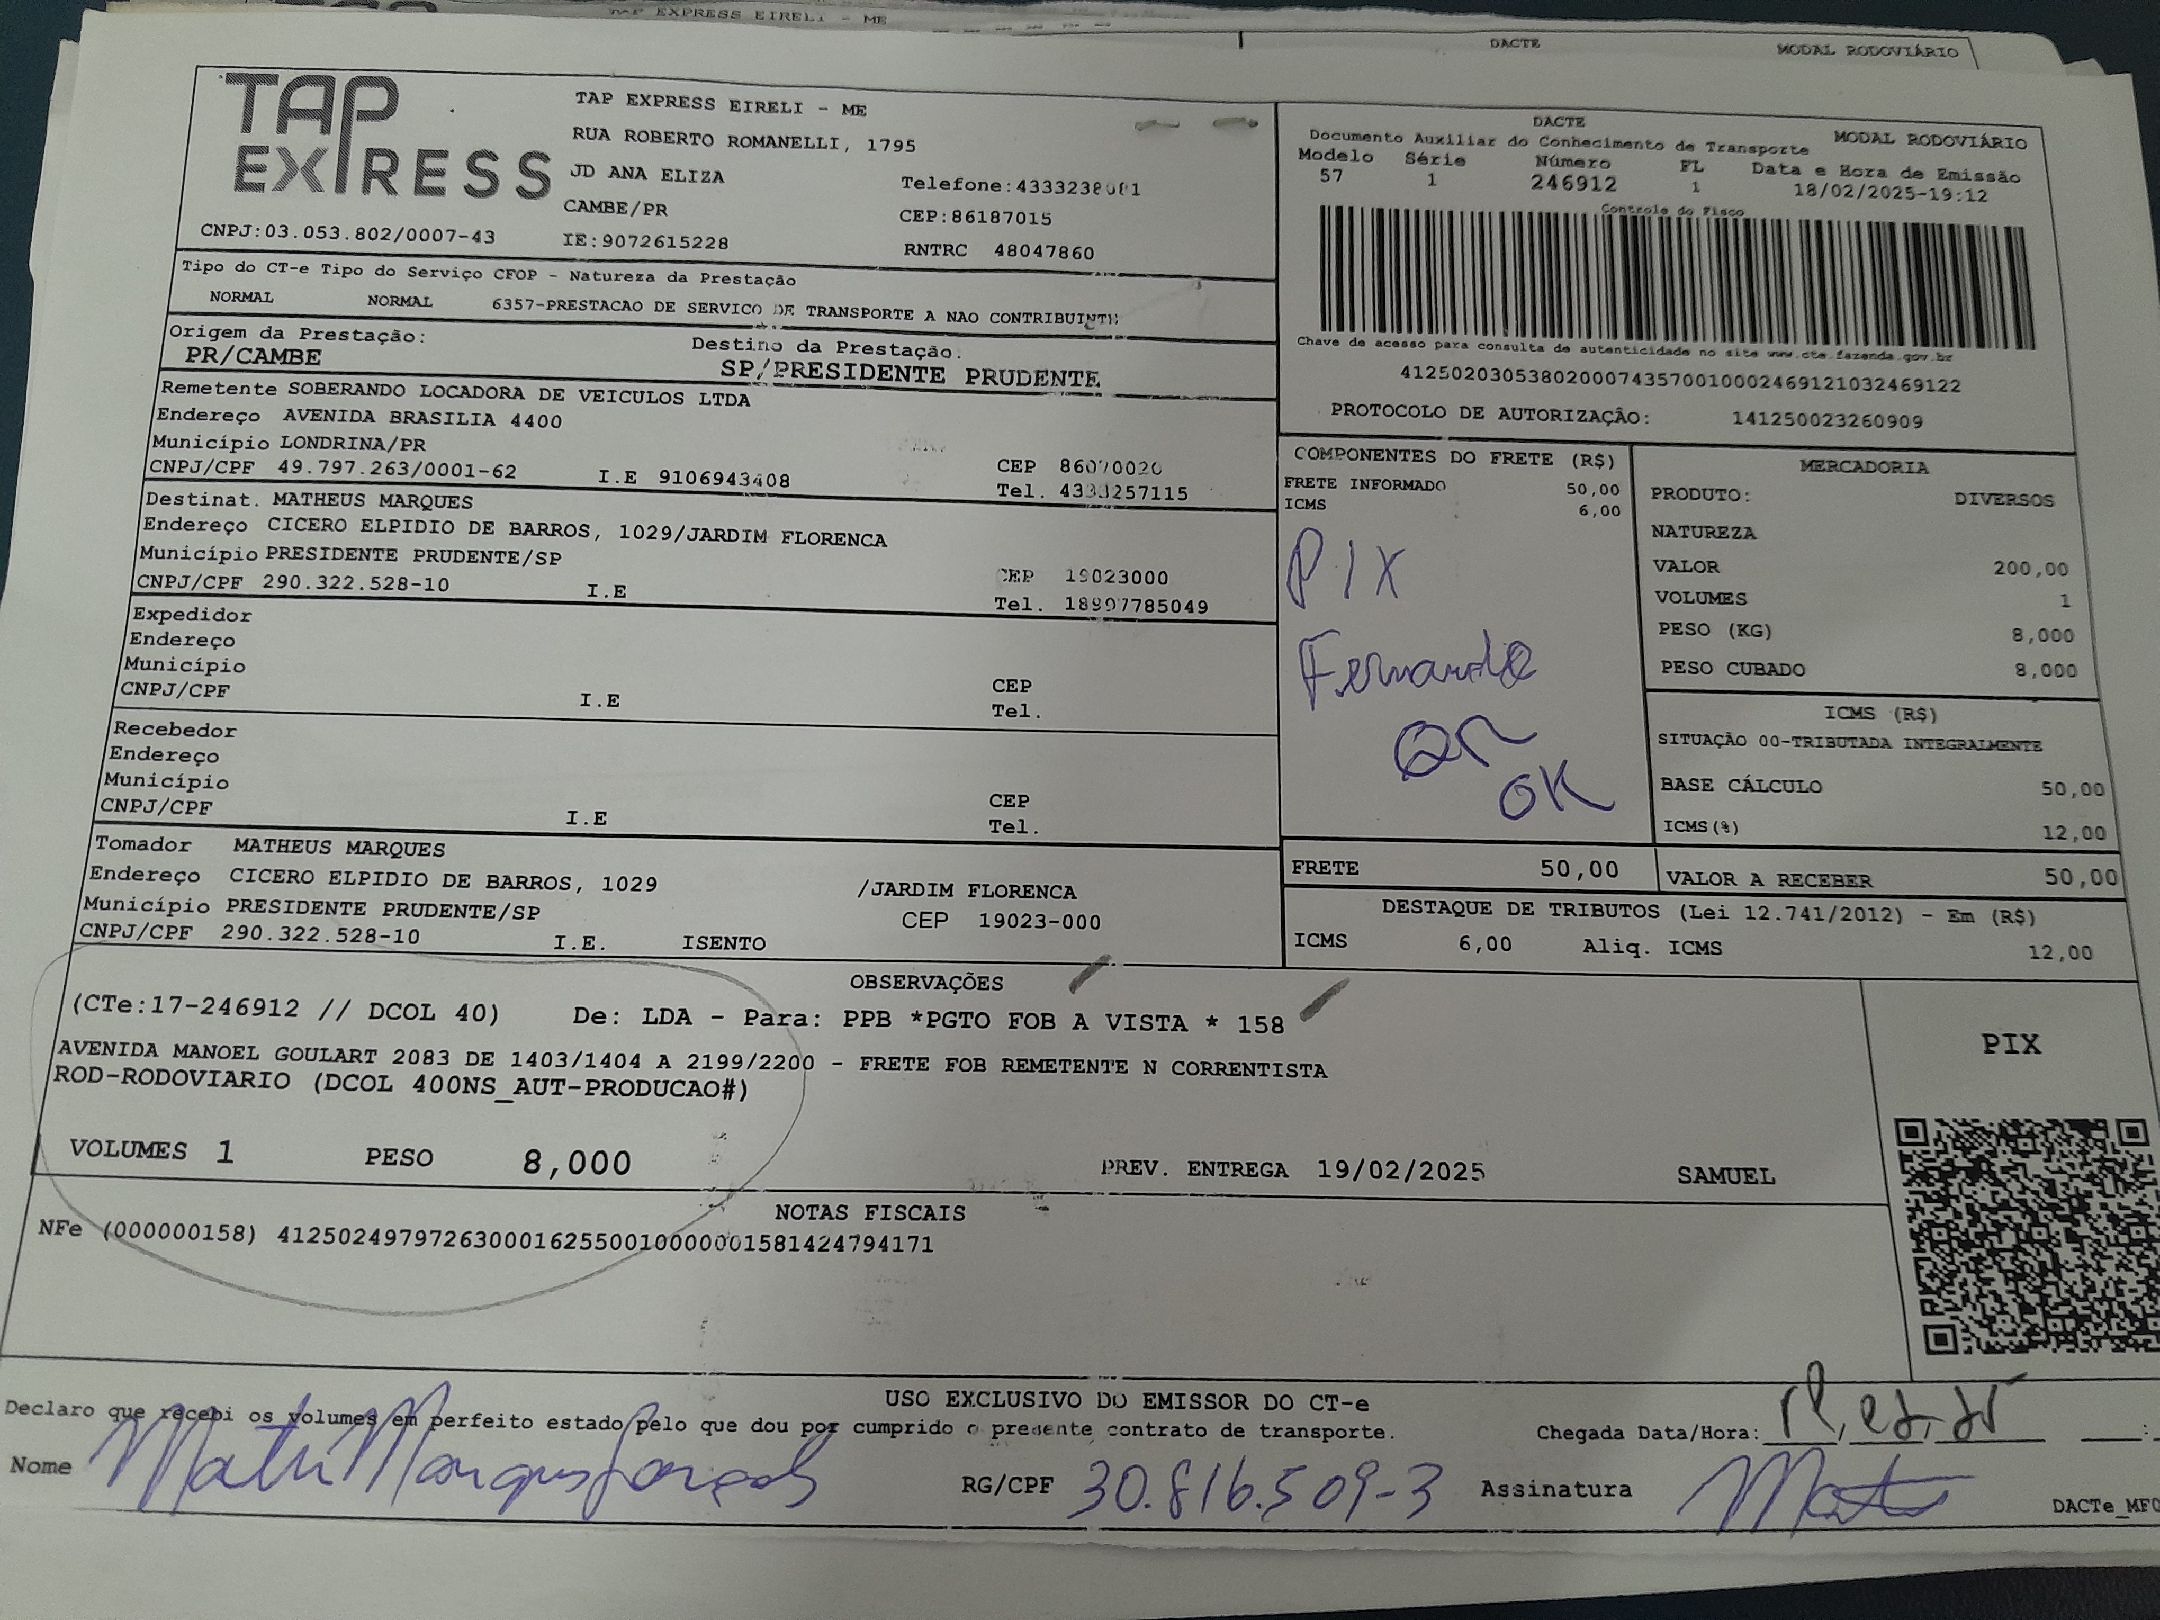 TAP EXPRESS EIRELI - ME
DACTE
MODAL RODOVIÁRIO
TAP EXPRESS
TAP EXPRESS EIRELI - ME
RUA ROBERTO ROMANELLI, 1795
JD ANA ELIZA
Telefone:4333238081
CAMBE/PR
CEP:86187015
CNPJ:03.053.802/0007-43
IE:9072615228
RNTRC 48047860
DACTE
MODAL RODOVIÁRIO
Documento Auxiliar do Conhecimento de Transporte
Modelo Série Número FL Data e Hora de Emissão
57 1 246912 1 18/02/2025-19:12
Controle do Fisco
Chave de acesso para consulta de autenticidade no site www.cte.fazenda.gov.br
41250203053802000743570010002469121032469122
PROTOCOLO DE AUTORIZAÇÃO: 141250023260909
Tipo do CT-e Tipo do Serviço CFOP - Natureza da Prestação
NORMAL NORMAL 6357-PRESTACAO DE SERVICO DE TRANSPORTE A NAO CONTRIBUINTE
Origem da Prestação: Destino da Prestação:
PR/CAMBE SP/PRESIDENTE PRUDENTE
Remetente SOBERANDO LOCADORA DE VEICULOS LTDA
Endereço AVENIDA BRASILIA 4400
Município LONDRINA/PR
CEP 86070020
CNPJ/CPF 49.797.263/0001-62 I.E 9106943408
Tel. 4333257115
Destinat. MATHEUS MARQUES
Endereço CICERO ELPIDIO DE BARROS, 1029/JARDIM FLORENCA
Município PRESIDENTE PRUDENTE/SP
CEP 19023000
CNPJ/CPF 290.322.528-10 I.E
Tel. 18997785049
Expedidor
Endereço
Município
CEP
CNPJ/CPF I.E
Tel.
Recebedor
Endereço
Município
CEP
CNPJ/CPF I.E
Tel.
Tomador MATHEUS MARQUES
Endereço CICERO ELPIDIO DE BARROS, 1029 /JARDIM FLORENCA
Município PRESIDENTE PRUDENTE/SP CEP 19023-000
CNPJ/CPF 290.322.528-10 I.E. ISENTO
COMPONENTES DO FRETE (R$)
FRETE INFORMADO 50,00
ICMS 6,00
PIX
OK
MERCADORIA
PRODUTO: DIVERSOS
NATUREZA
VALOR 200,00
VOLUMES 1
PESO (KG) 8,000
PESO CUBADO 8,000
ICMS (R$)
SITUAÇÃO 00-TRIBUTADA INTEGRALMENTE
BASE CÁLCULO 50,00
ICMS(%) 12,00
FRETE 50,00 VALOR A RECEBER 50,00
DESTAQUE DE TRIBUTOS (Lei 12.741/2012) - Em (R$)
ICMS 6,00 Aliq. ICMS 12,00
OBSERVAÇÕES
(CTe:17-246912 // DCOL 40) De: LDA - Para: PPB *PGTO FOB A VISTA * 158
AVENIDA MANOEL GOULART 2083 DE 1403/1404 A 2199/2200 - FRETE FOB REMETENTE N CORRENTISTA
ROD-RODOVIARIO (DCOL 400NS_AUT-PRODUCAO#)
VOLUMES 1 PESO 8,000 PREV. ENTREGA 19/02/2025 SAMUEL
PIX
NOTAS FISCAIS
NFe (000000158) 41250249797263000162550010000001581424794171
USO EXCLUSIVO DO EMISSOR DO CT-e
Declaro que recebi os volumes em perfeito estado pelo que dou por cumprido o presente contrato de transporte.
Chegada Data/Hora:
Nome
RG/CPF 30.816.509-3
Assinatura
DACTe_MF